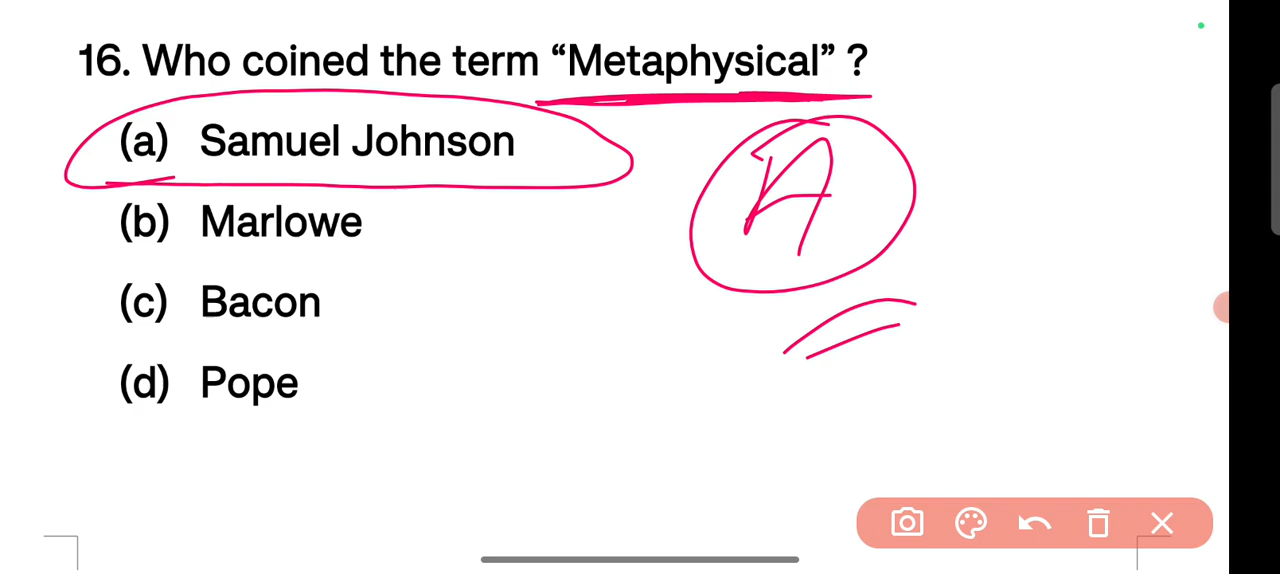 16. Who coined the term “Metaphysical” ?
(a) Samuel Johnson
A
(b) Marlowe
(c) Bacon
(d) Pope